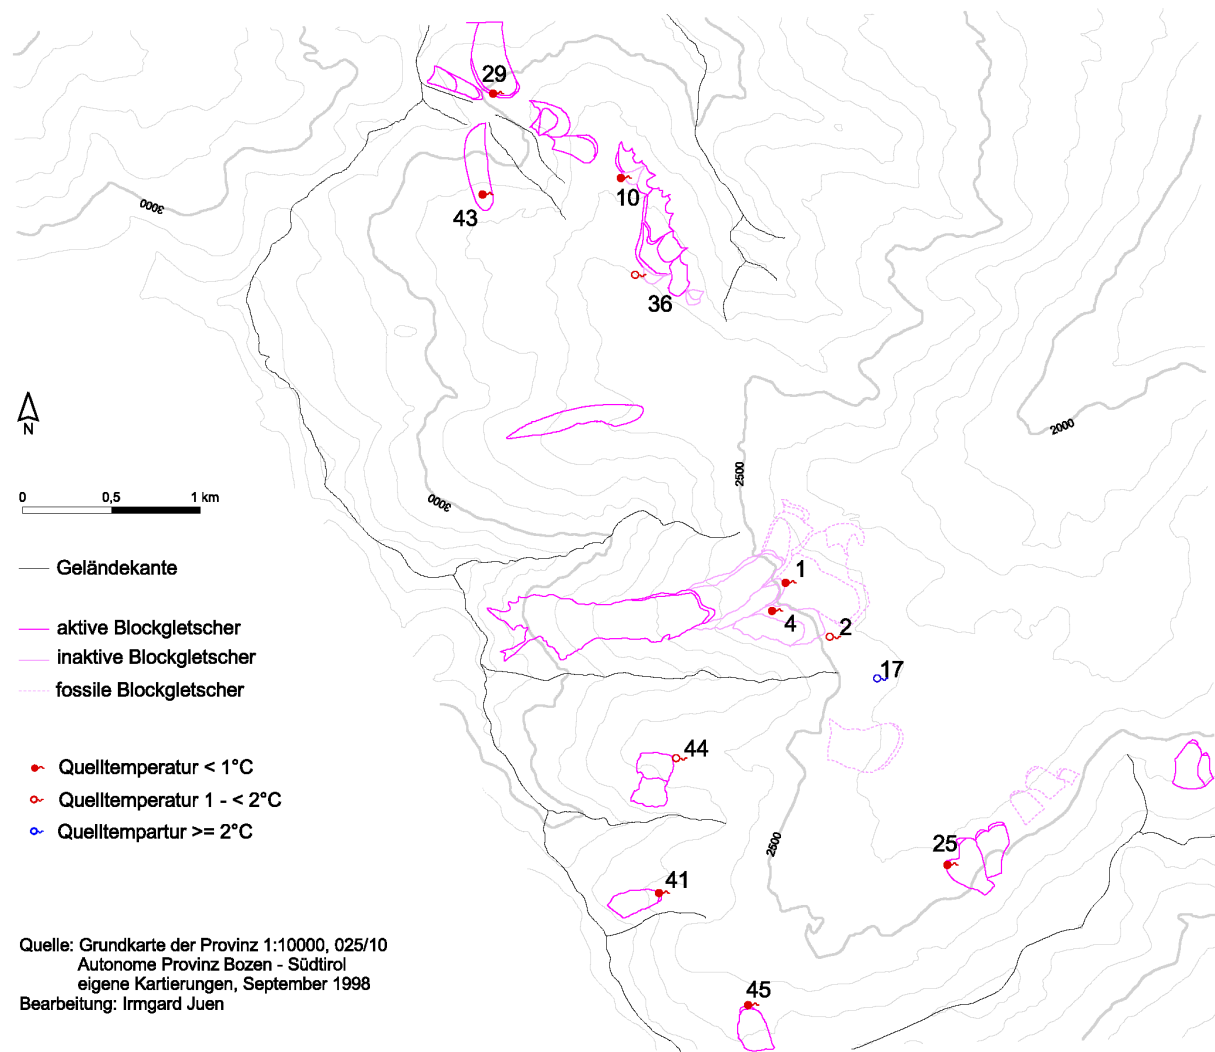 29
10
43
3000
36
N
2000
2500
3000
0 0,5 1 km
Geländekante
1
aktive Blockgletscher
4
2
inaktive Blockgletscher
17
fossile Blockgletscher
44
Quelltemperatur < 1°C
Quelltemperatur 1 - < 2°C
Quelltempartur >= 2°C
2500
25
41
Quelle: Grundkarte der Provinz 1:10000, 025/10
Autonome Provinz Bozen - Südtirol
eigene Kartierungen, September 1998
Bearbeitung: Irmgard Juen
45